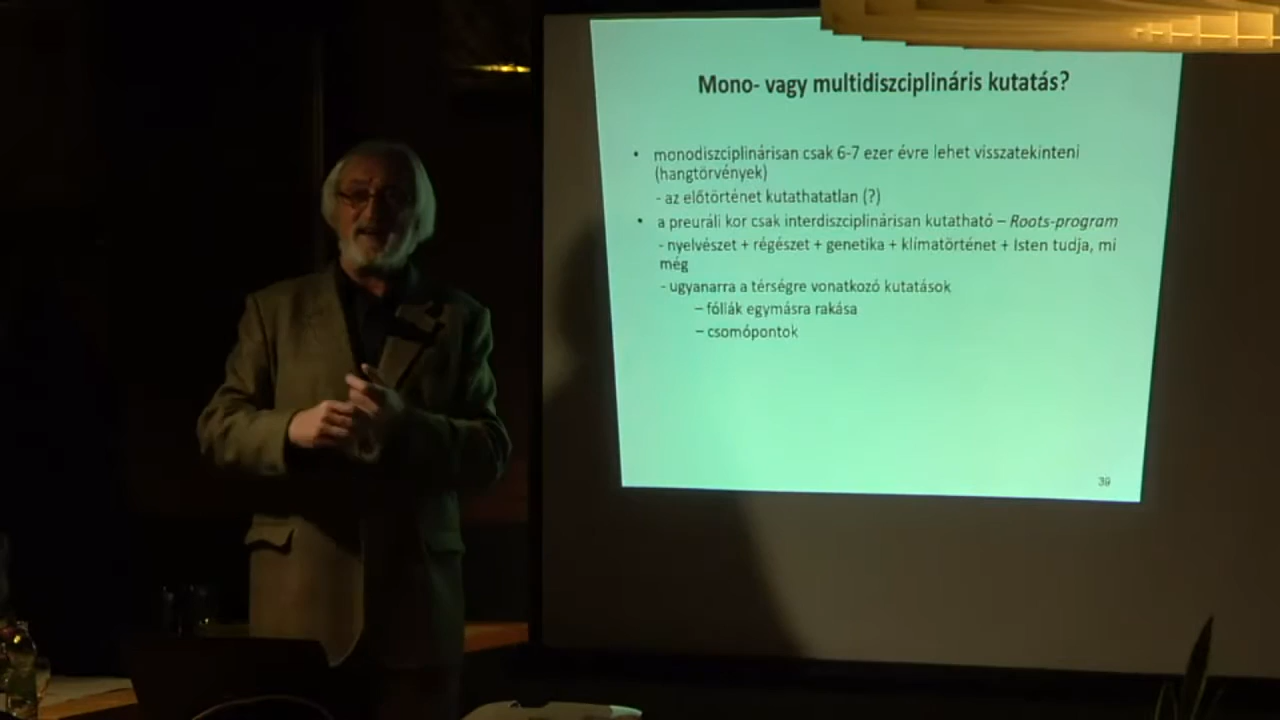 Mono- vagy multidiszciplináris kutatás?
• monodiszciplinárisan csak 6-7 ezer évre lehet visszatekinteni
(hangtörvények)
- az előtörténet kutathatatlan (?)
• a preuráli kor csak interdiszciplinárisan kutatható – Roots-program
- nyelvészet + régészet + genetika + klímatörténet + Isten tudja, mi
még
- ugyanarra a térségre vonatkozó kutatások
– fóliák egymásra rakása
– csomópontok
39